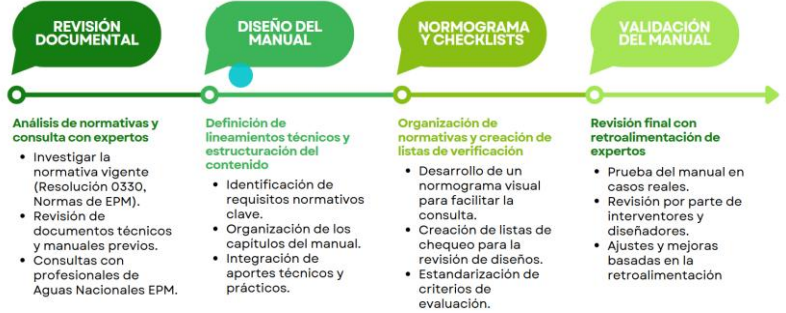 REVISIÓN
DOCUMENTAL
Análisis de normativas y
consulta con expertos
• Investigar la
normativa vigente
(Resolución 0330,
Normas de EPM).
• Revisión de
documentos técnicos
y manuales previos.
• Consultas con
profesionales de
Aguas Nacionales EPM.
DISEÑO DEL
MANUAL
Definición de
lineamientos técnicos y
estructuración del
contenido
• Identificación de
requisitos normativos
clave.
• Organización de los
capítulos del manual.
• Integración de
aportes técnicos y
prácticos.
NORMOGRAMA
Y CHECKLISTS
Organización de
normativas y creación de
listas de verificación
• Desarrollo de un
normograma visual
para facilitar la
consulta.
• Creación de listas de
chequeo para la
revisión de diseños.
• Estandarización de
criterios de
evaluación.
VALIDACIÓN
DEL MANUAL
Revisión final con
retroalimentación de
expertos
• Prueba del manual en
casos reales.
• Revisión por parte de
interventores y
diseñadores.
• Ajustes y mejoras
basadas en la
retroalimentación